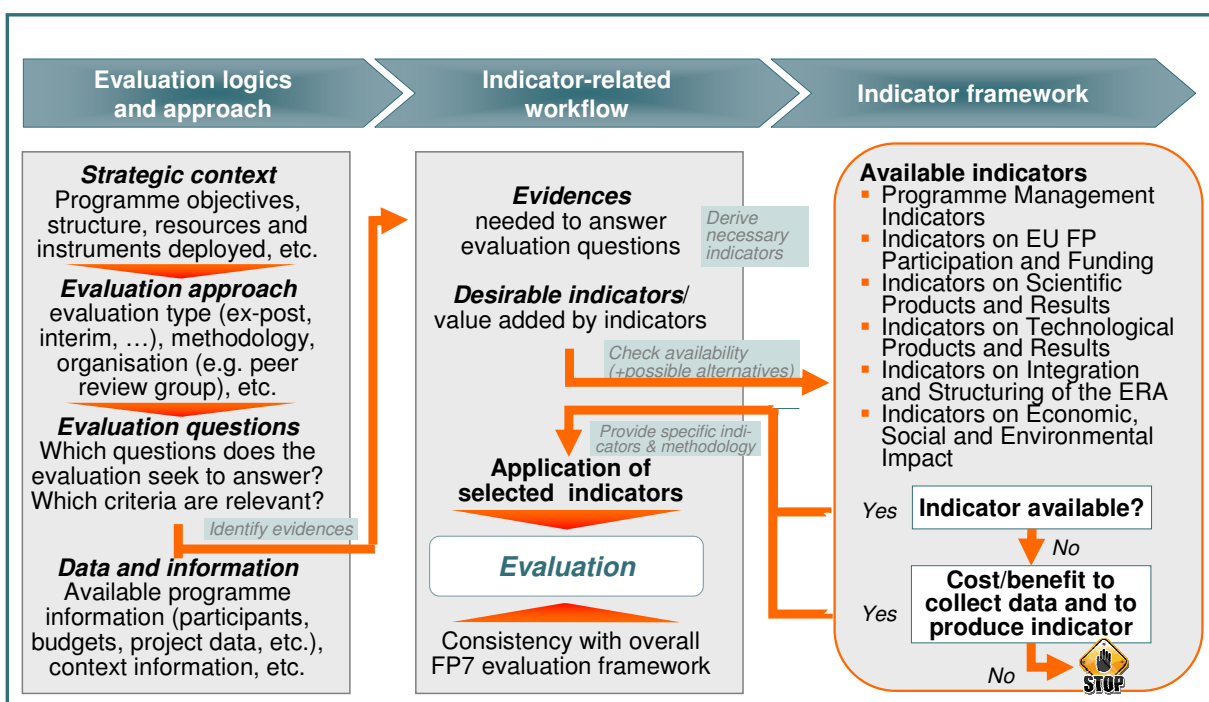 Evaluation logics
and approach
Indicator-related
workflow
Indicator framework
Strategic context
Programme objectives,
structure, resources and
instruments deployed, etc.
Evaluation approach
evaluation type (ex-post,
interim, …), methodology,
organisation (e.g. peer
review group), etc.
Evaluation questions
Which questions does the
evaluation seek to answer?
Which criteria are relevant?
Identify evidences
Data and information
Available programme
information (participants,
budgets, project data, etc.),
context information, etc.
Evidences
needed to answer
evaluation questions
Derive
necessary
indicators
Desirable indicators/
value added by indicators
Check availability
(+possible alternatives)
Provide specific indi-
cators & methodology
Application of
selected indicators
Evaluation
Consistency with overall
FP7 evaluation framework
Available indicators
▪ Programme Management
Indicators
▪ Indicators on EU FP
Participation and Funding
▪ Indicators on Scientific
Products and Results
▪ Indicators on Technological
Products and Results
▪ Indicators on Integration
and Structuring of the ERA
▪ Indicators on Economic,
Social and Environmental
Impact
Yes
Indicator available?
No
Yes
Cost/benefit to
collect data and to
produce indicator
No
STOP